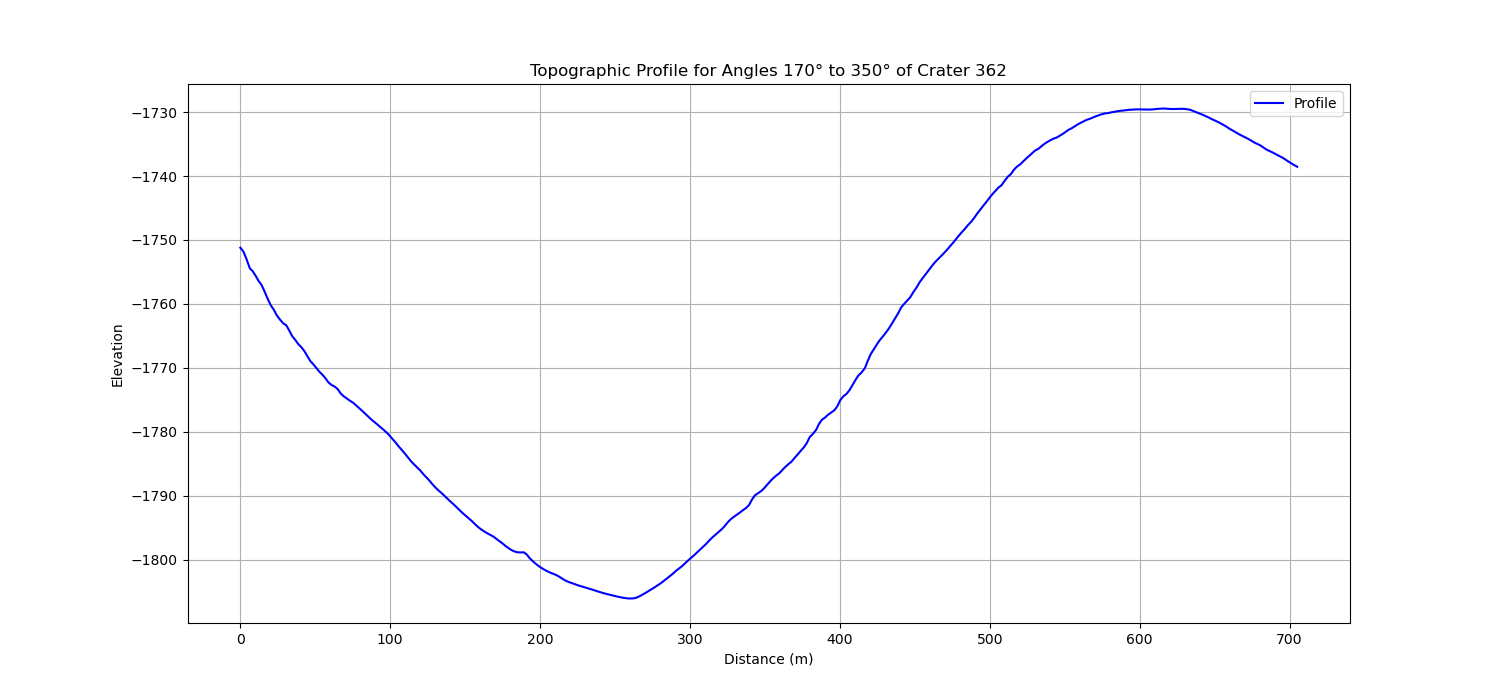 Topographic Profile for Angles 170° to 350° of Crater 362
Profile
−1730
−1740
−1750
−1760
−1770
−1780
−1790
−1800
Elevation
0 100 200 300 400 500 600 700
Distance (m)